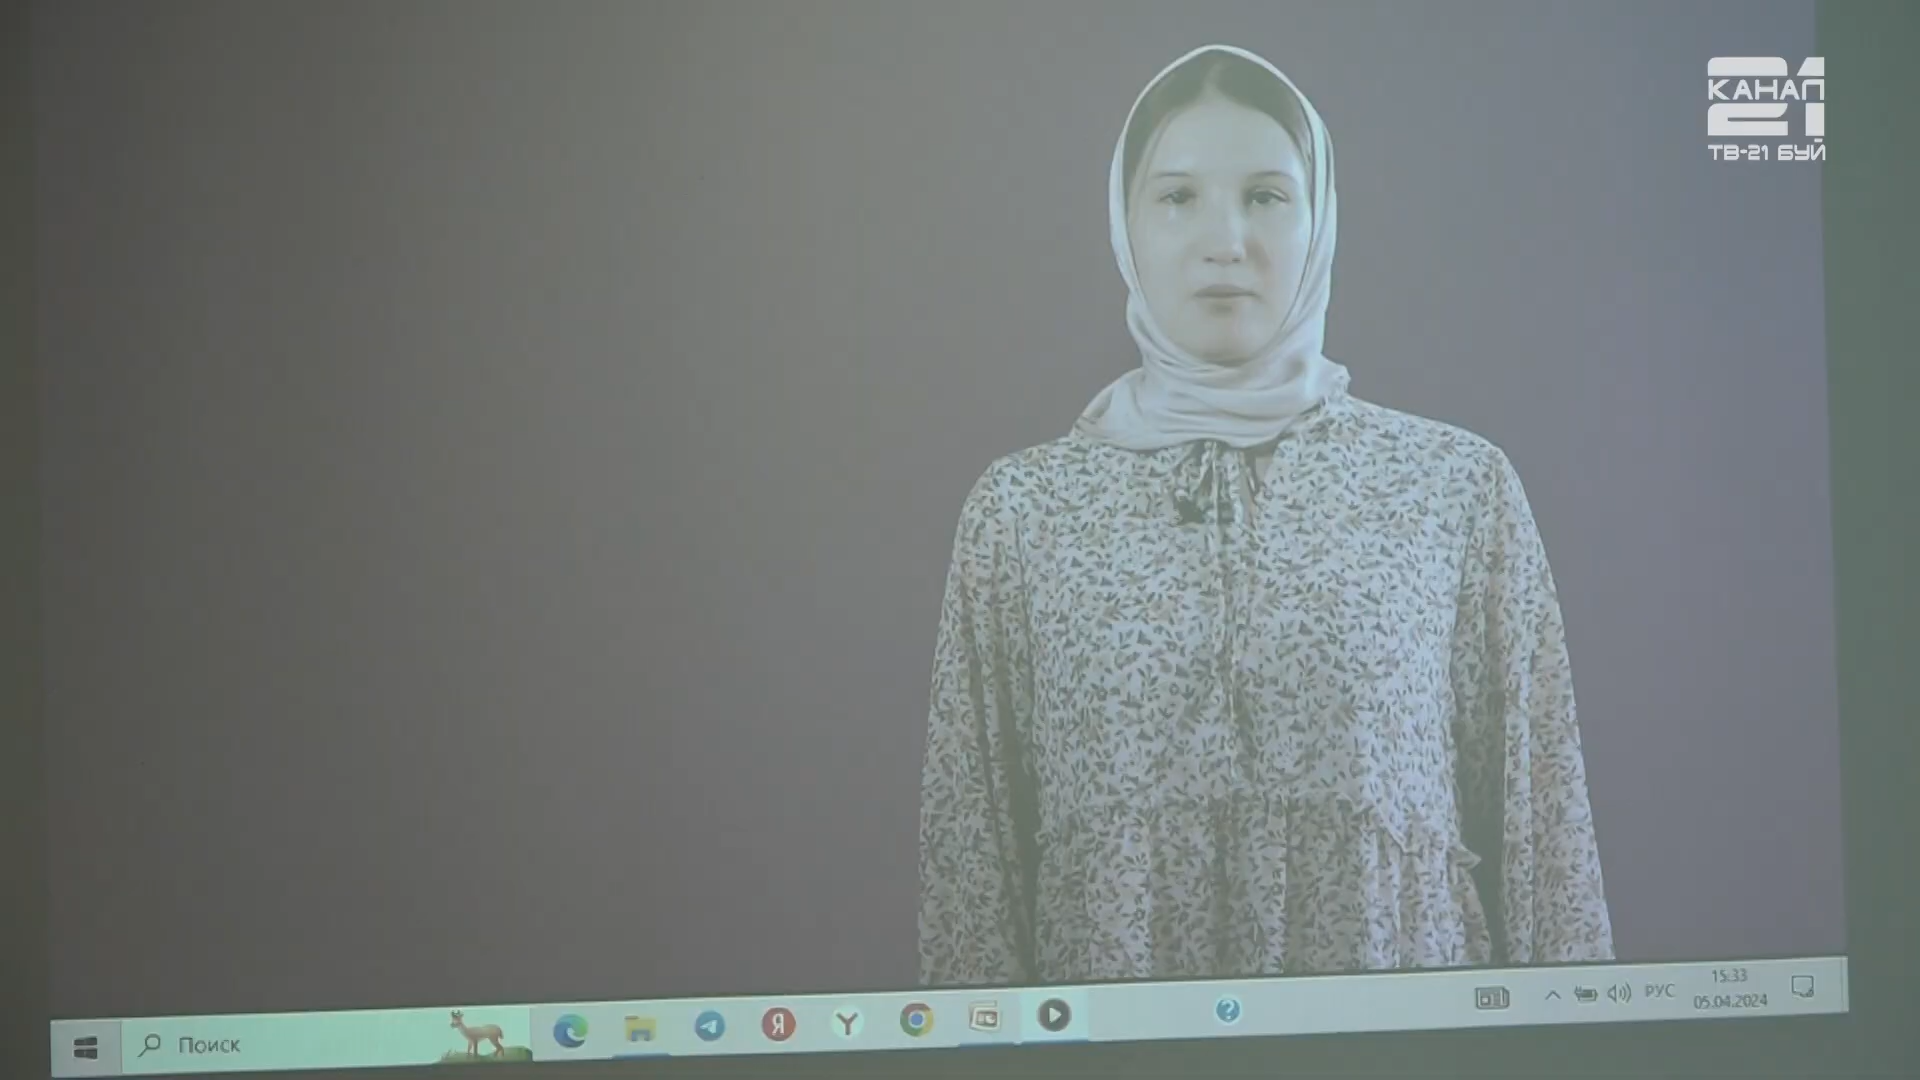 21
КАНАЛ
ТВ-21 БУЙ
Поиск
Я
Y
?
РУС
15:33
05.04.2024